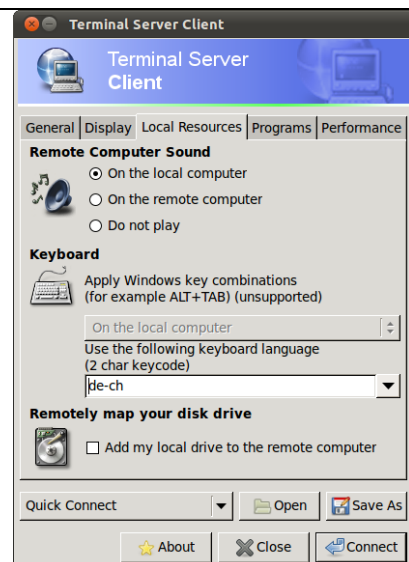 Terminal Server Client
Terminal Server
Client
General Display Local Resources Programs Performance
Remote Computer Sound
On the local computer
On the remote computer
Do not play
Keyboard
Apply Windows key combinations
(for example ALT+TAB) (unsupported)
On the local computer
Use the following keyboard language
(2 char keycode)
de-ch
Remotely map your disk drive
Add my local drive to the remote computer
Quick Connect Open Save As
About Close Connect